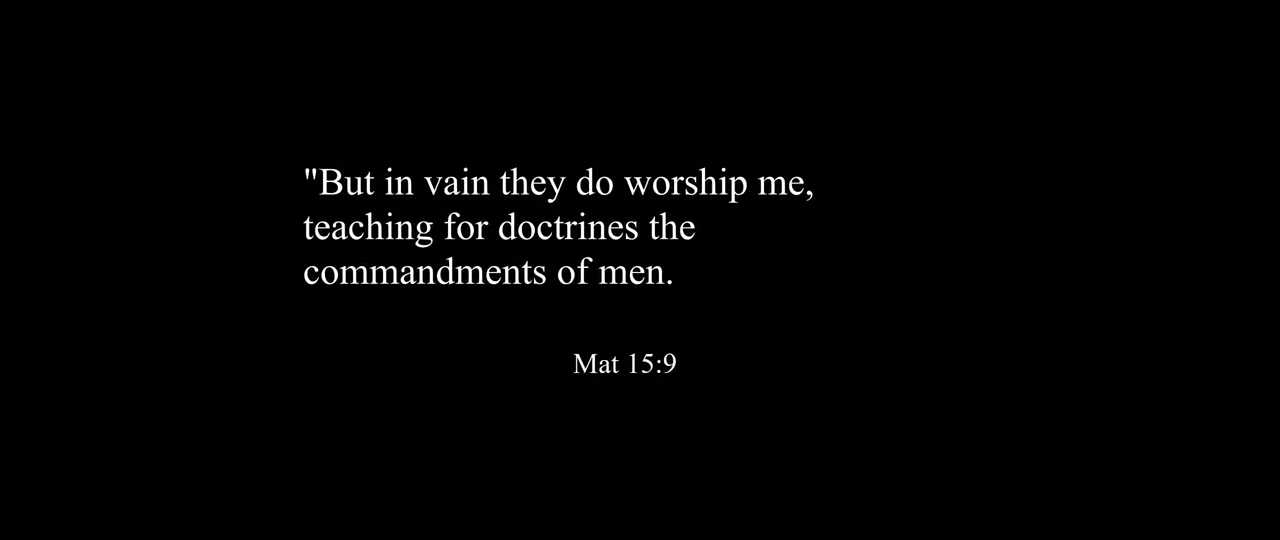 "But in vain they do worship me,
teaching for doctrines the
commandments of men.
Mat 15:9